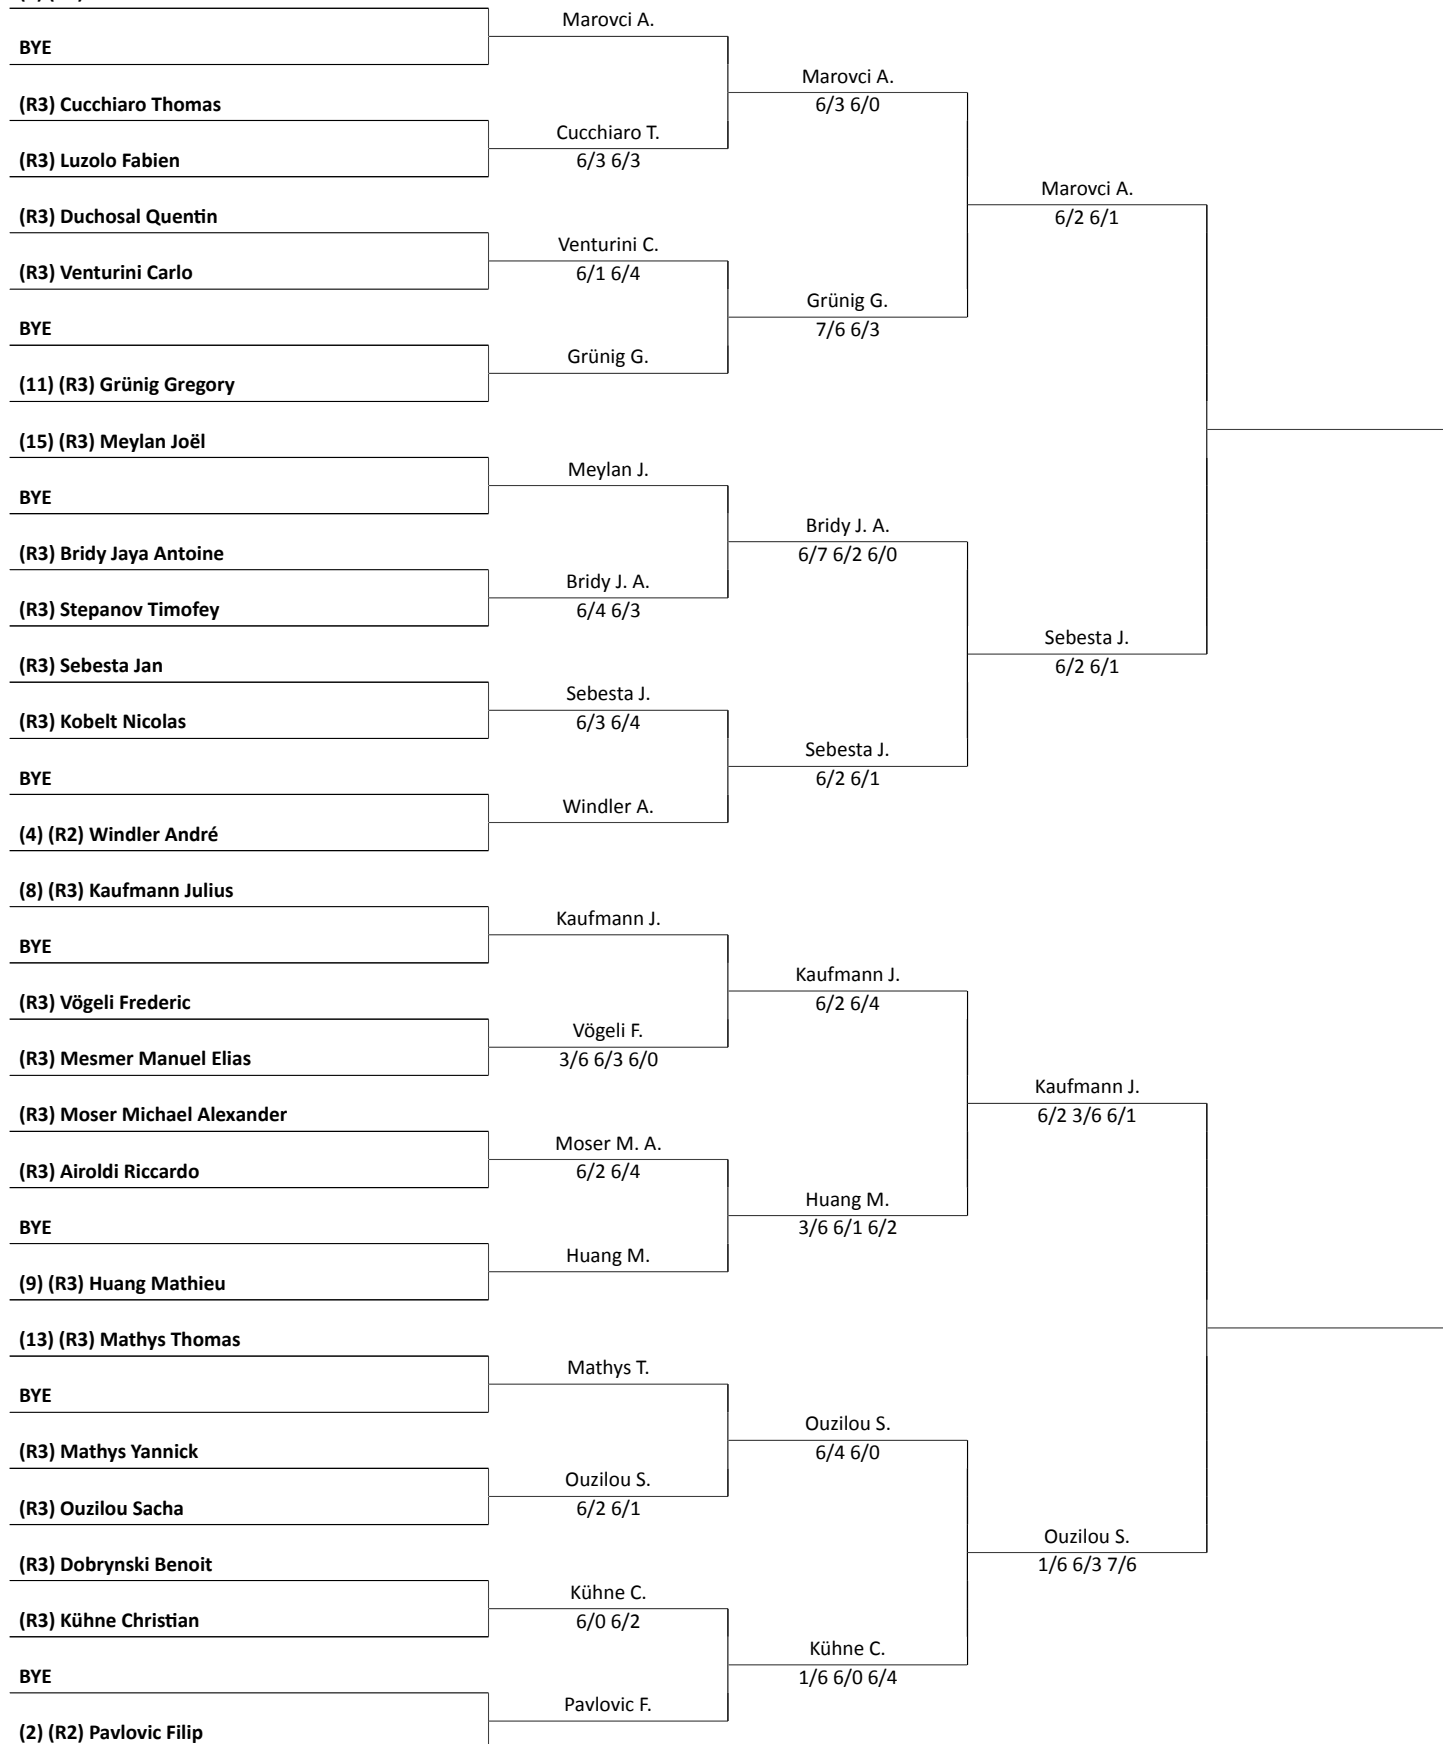 BYE
(R3) Cucchiaro Thomas
(R3) Luzolo Fabien
(R3) Duchosal Quentin
(R3) Venturini Carlo
BYE
(11) (R3) Grünig Gregory
(15) (R3) Meylan Joël
BYE
(R3) Bridy Jaya Antoine
(R3) Stepanov Timofey
(R3) Sebesta Jan
(R3) Kobelt Nicolas
BYE
(4) (R2) Windler André
(8) (R3) Kaufmann Julius
BYE
(R3) Vögeli Frederic
(R3) Mesmer Manuel Elias
(R3) Moser Michael Alexander
(R3) Airoldi Riccardo
BYE
(9) (R3) Huang Mathieu
(13) (R3) Mathys Thomas
BYE
(R3) Mathys Yannick
(R3) Ouzilou Sacha
(R3) Dobrynski Benoit
(R3) Kühne Christian
BYE
(2) (R2) Pavlovic Filip
Marovci A.
Cucchiaro T.
6/3 6/3
Venturini C.
6/1 6/4
Grünig G.
Meylan J.
Bridy J. A.
6/4 6/3
Sebesta J.
6/3 6/4
Windler A.
Kaufmann J.
Vögeli F.
3/6 6/3 6/0
Moser M. A.
6/2 6/4
Huang M.
Mathys T.
Ouzilou S.
6/2 6/1
Kühne C.
6/0 6/2
Pavlovic F.
Marovci A.
6/3 6/0
Grünig G.
7/6 6/3
Bridy J. A.
6/7 6/2 6/0
Sebesta J.
6/2 6/1
Kaufmann J.
6/2 6/4
Huang M.
3/6 6/1 6/2
Ouzilou S.
6/4 6/0
Kühne C.
1/6 6/0 6/4
Marovci A.
6/2 6/1
Sebesta J.
6/2 6/1
Kaufmann J.
6/2 3/6 6/1
Ouzilou S.
1/6 6/3 7/6